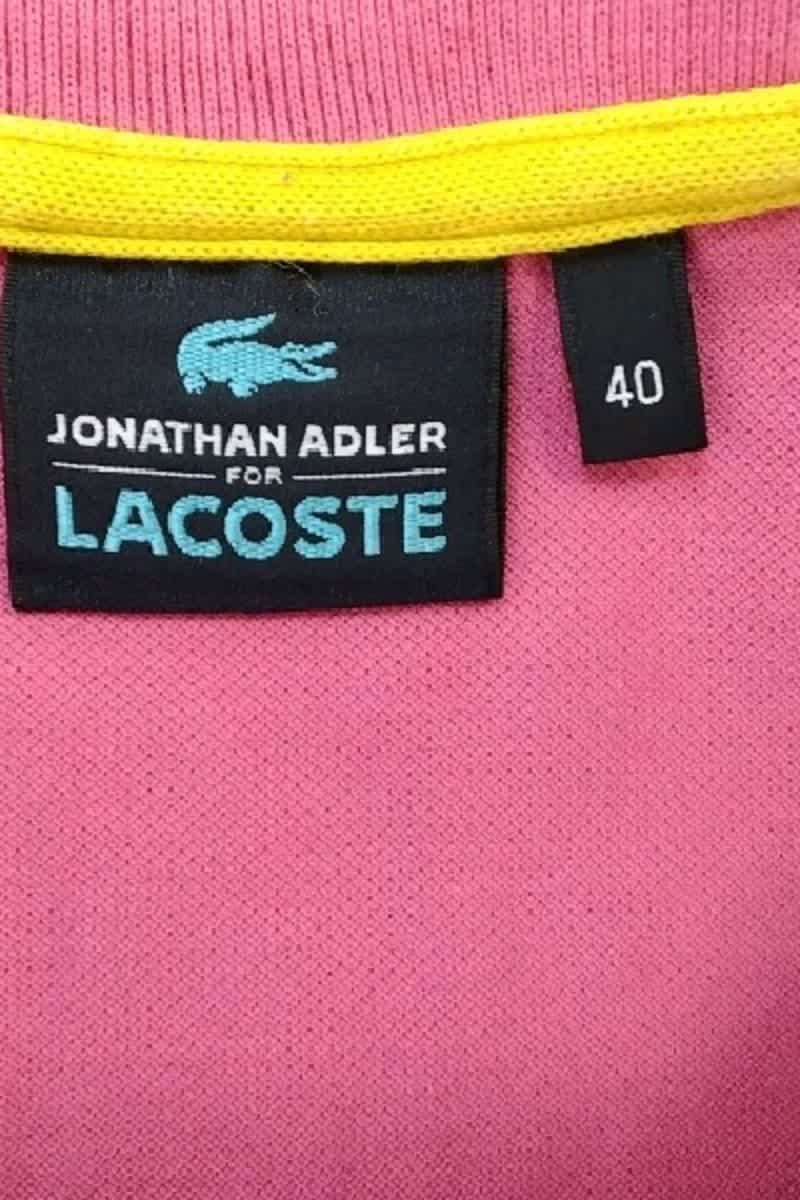 JONATHAN ADLER
FOR
LACOSTE
40